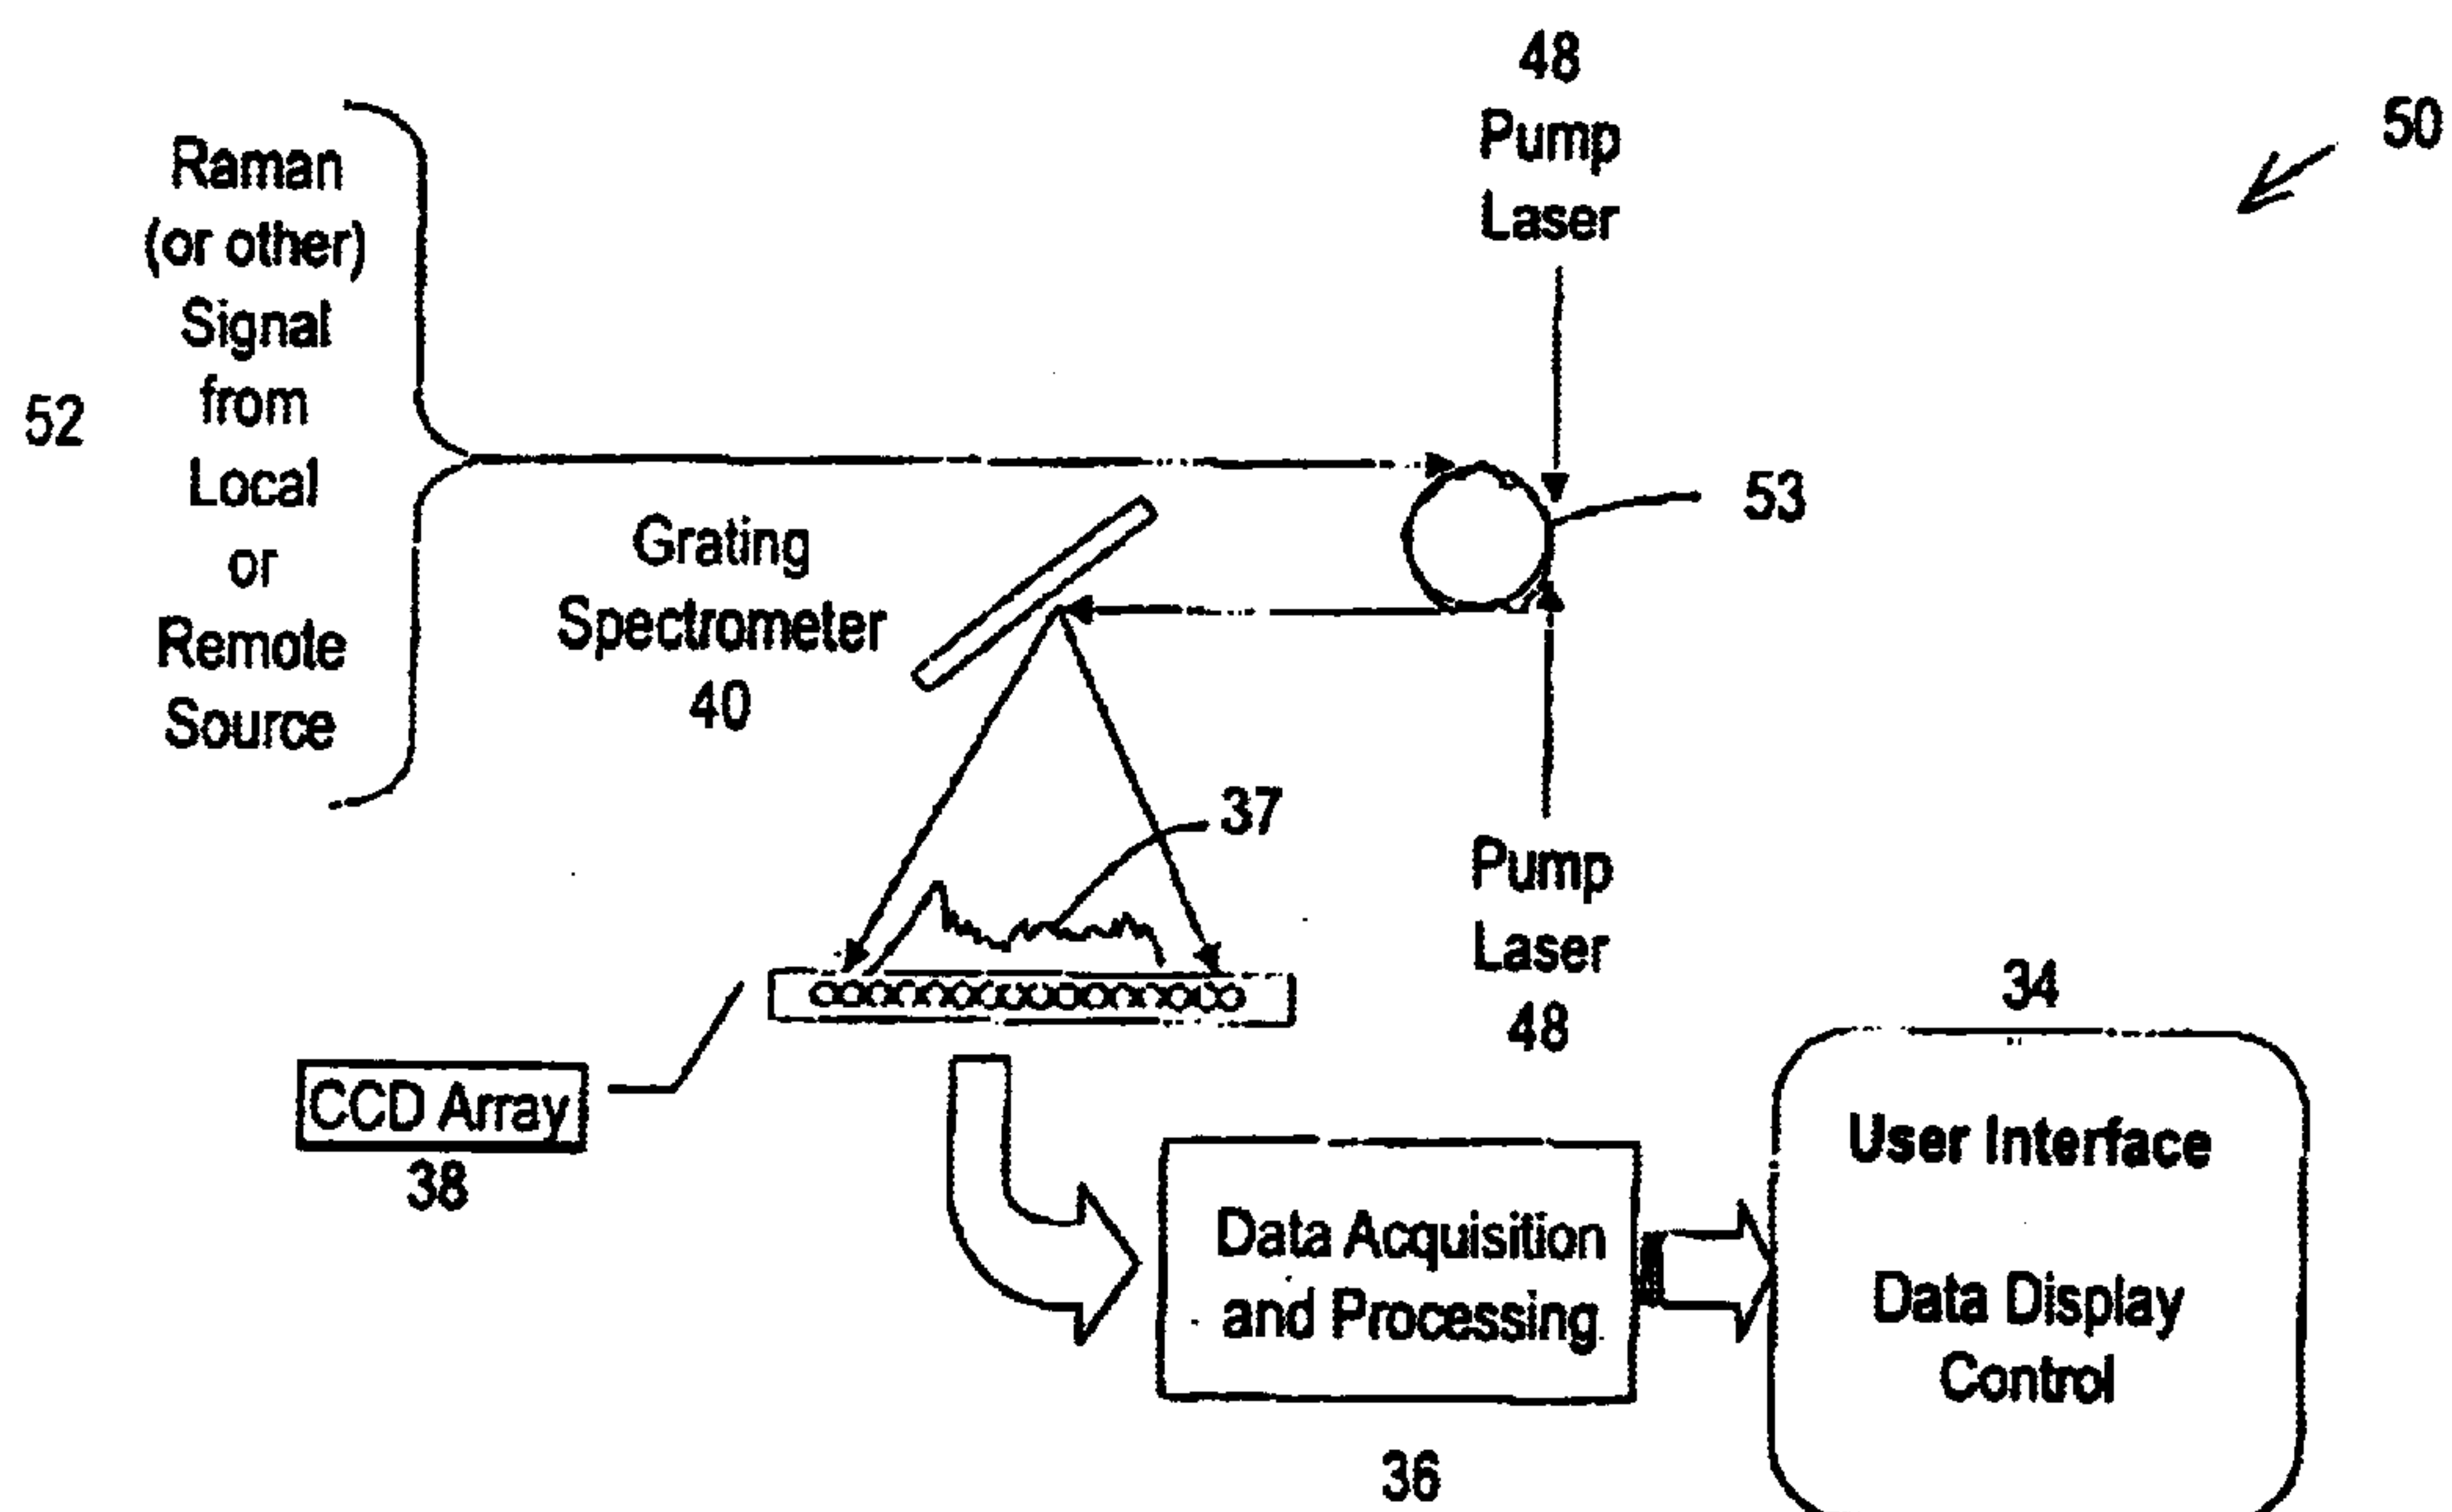 48
Pump
Laser
50
Raman
(or other)
Signal
from
Local
or
Remote
Source
52
53
Grating
Spectrometer
40
37
Pump
Laser
48
CCD Array
38
34
User Interface
Data Display
Control
Data Acquisition
and Processing
36